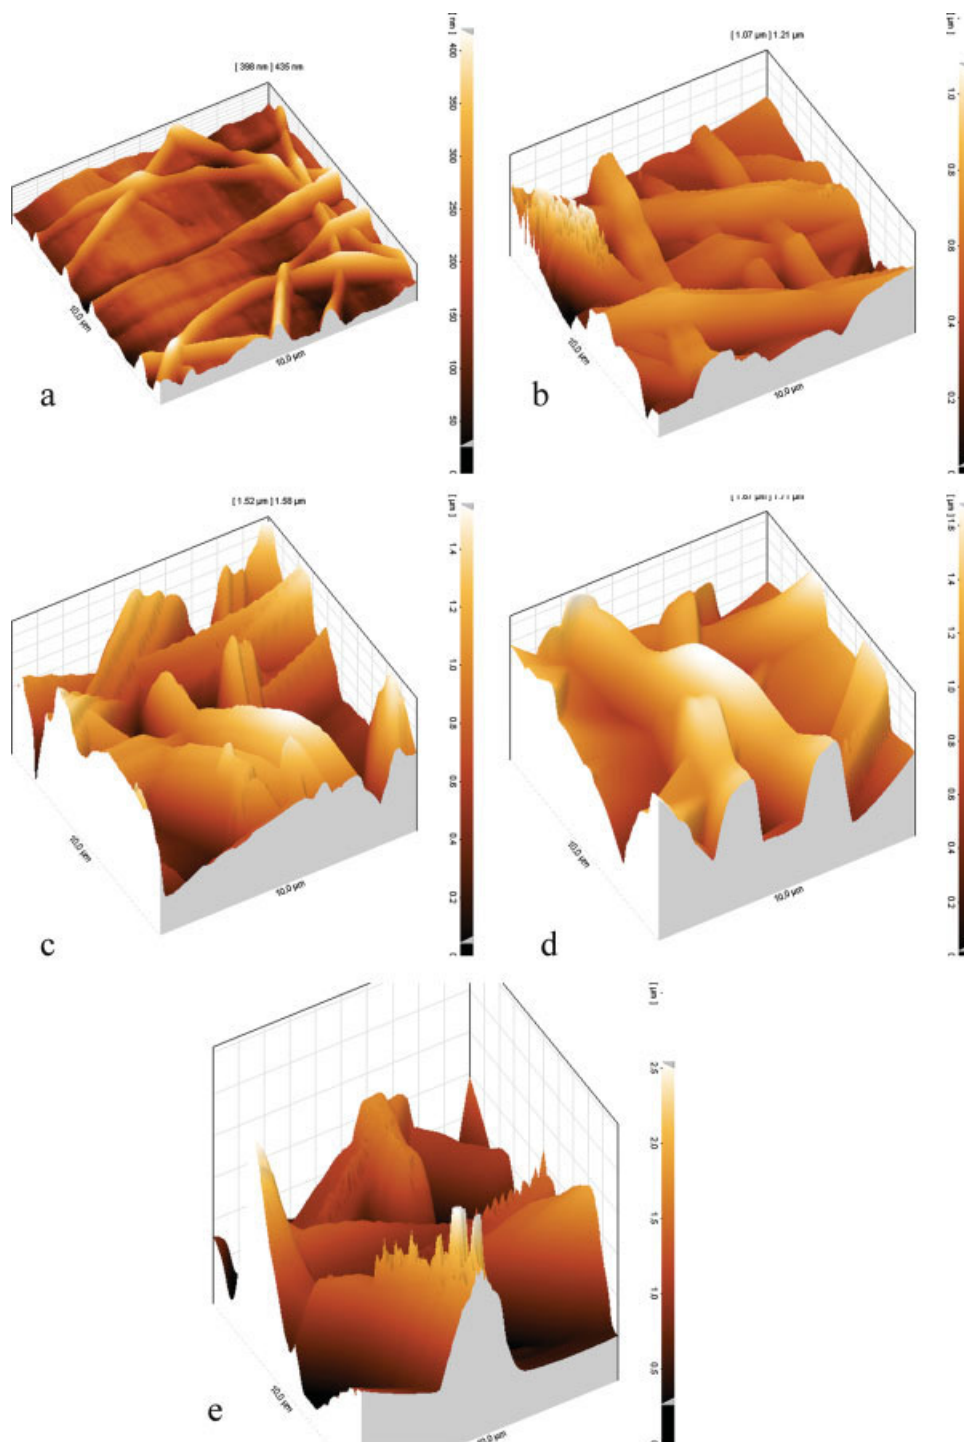 [ nm ]
[ 398 nm ] 435 nm
400
350
300
250
200
150
100
50
10,0 µm
10,0 µm
a
[ µm ]
[ 1.07 µm ] 1.21 µm
1.0
0.8
0.6
0.4
0.2
10,0 µm
10,0 µm
b
[ µm ]
[ 1.52 µm ] 1.58 µm
1.4
1.2
1.0
0.8
0.6
0.4
0.2
10,0 µm
10,0 µm
c
[ µm ]
1.6
1.4
1.2
1.0
0.8
0.6
0.4
0.2
10,0 µm
10,0 µm
d
[ µm ]
2.5
2.0
1.5
1.0
0.5
10,0 µm
e